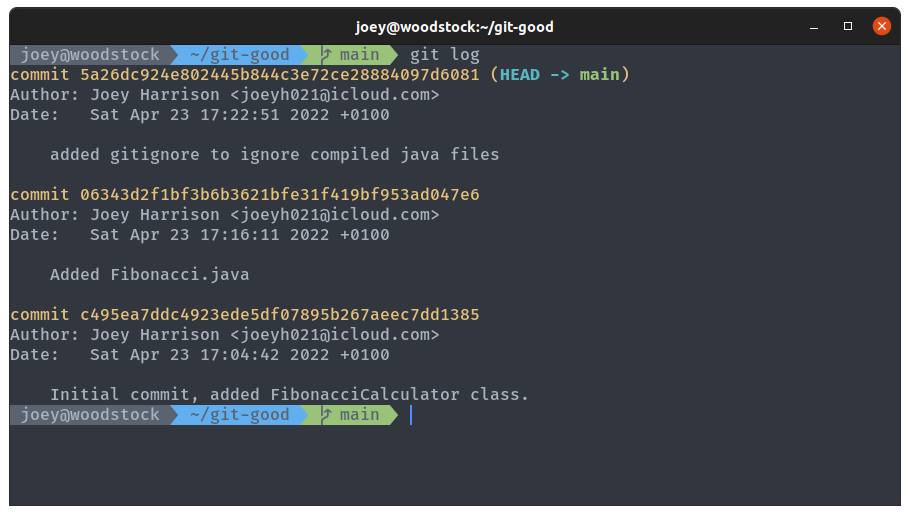 joey@woodstock:~/git-good
joey@woodstock ~/git-good main git log
commit 5a26dc924e802445b844c3e72ce28884097d6081 (HEAD -> main)
Author: Joey Harrison <joeyh021@icloud.com>
Date:   Sat Apr 23 17:22:51 2022 +0100
added gitignore to ignore compiled java files
commit 06343d2f1bf3b6b3621bfe31f419bf953ad047e6
Author: Joey Harrison <joeyh021@icloud.com>
Date:   Sat Apr 23 17:16:11 2022 +0100
Added Fibonacci.java
commit c495ea7ddc4923ede5df07895b267aeec7dd1385
Author: Joey Harrison <joeyh021@icloud.com>
Date:   Sat Apr 23 17:04:42 2022 +0100
Initial commit, added FibonacciCalculator class.
joey@woodstock ~/git-good main